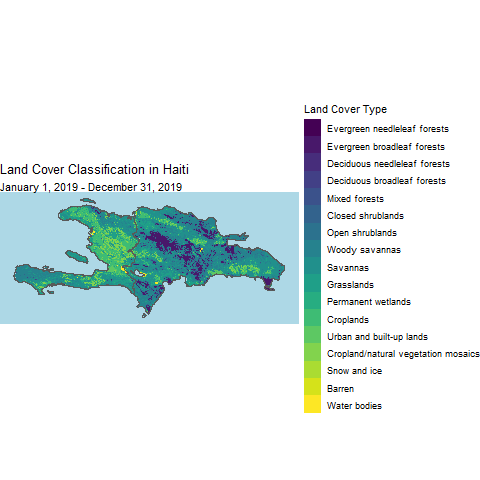 Land Cover Classification in Haiti
January 1, 2019 - December 31, 2019
Land Cover Type
Evergreen needleleaf forests
Evergreen broadleaf forests
Deciduous needleleaf forests
Deciduous broadleaf forests
Mixed forests
Closed shrublands
Open shrublands
Woody savannas
Savannas
Grasslands
Permanent wetlands
Croplands
Urban and built-up lands
Cropland/natural vegetation mosaics
Snow and ice
Barren
Water bodies